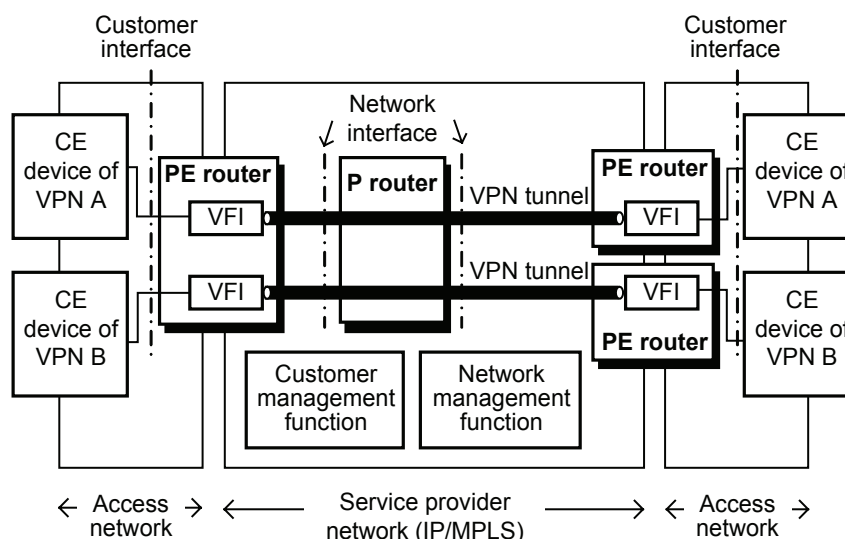 Customer
interface
Customer
interface
Network
interface
CE
device of
VPN A
PE router
VFI
P router
VPN tunnel
PE router
VFI
CE
device of
VPN A
CE
device of
VPN B
VFI
VPN tunnel
VFI
PE router
CE
device of
VPN B
Customer
management
function
Network
management
function
Access
network
Service provider
network (IP/MPLS)
Access
network